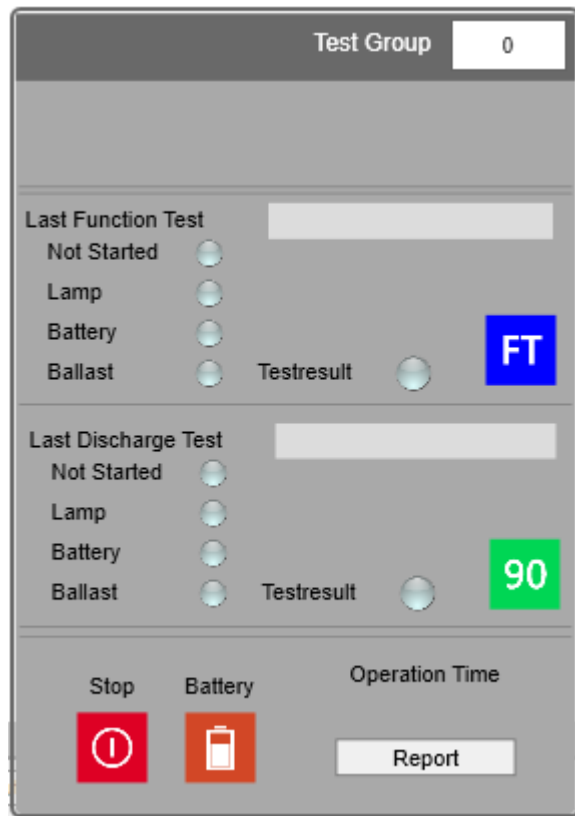 Test Group 0
Last Function Test
Not Started
Lamp
Battery
Ballast Testresult FT
Last Discharge Test
Not Started
Lamp
Battery
Ballast Testresult 90
Stop Battery Operation Time
Report